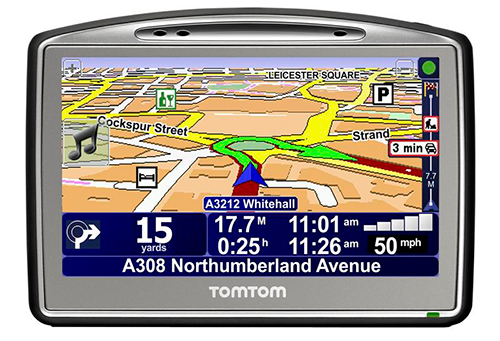 LEICESTER SQUARE
P
Cockspur Street
Strand
3 min
7.7 M
A3212 Whitehall
15 yards
17.7 M 11:01 am
0:25 h 11:26 am 50 mph
A308 Northumberland Avenue
TOMTOM